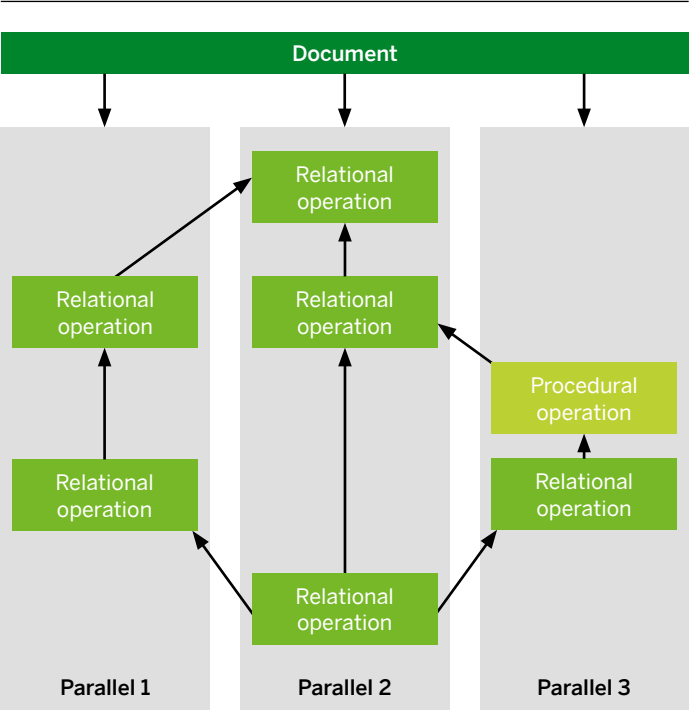 Document
Relational
operation
Relational
operation
Relational
operation
Procedural
operation
Relational
operation
Relational
operation
Relational
operation
Parallel 1
Parallel 2
Parallel 3